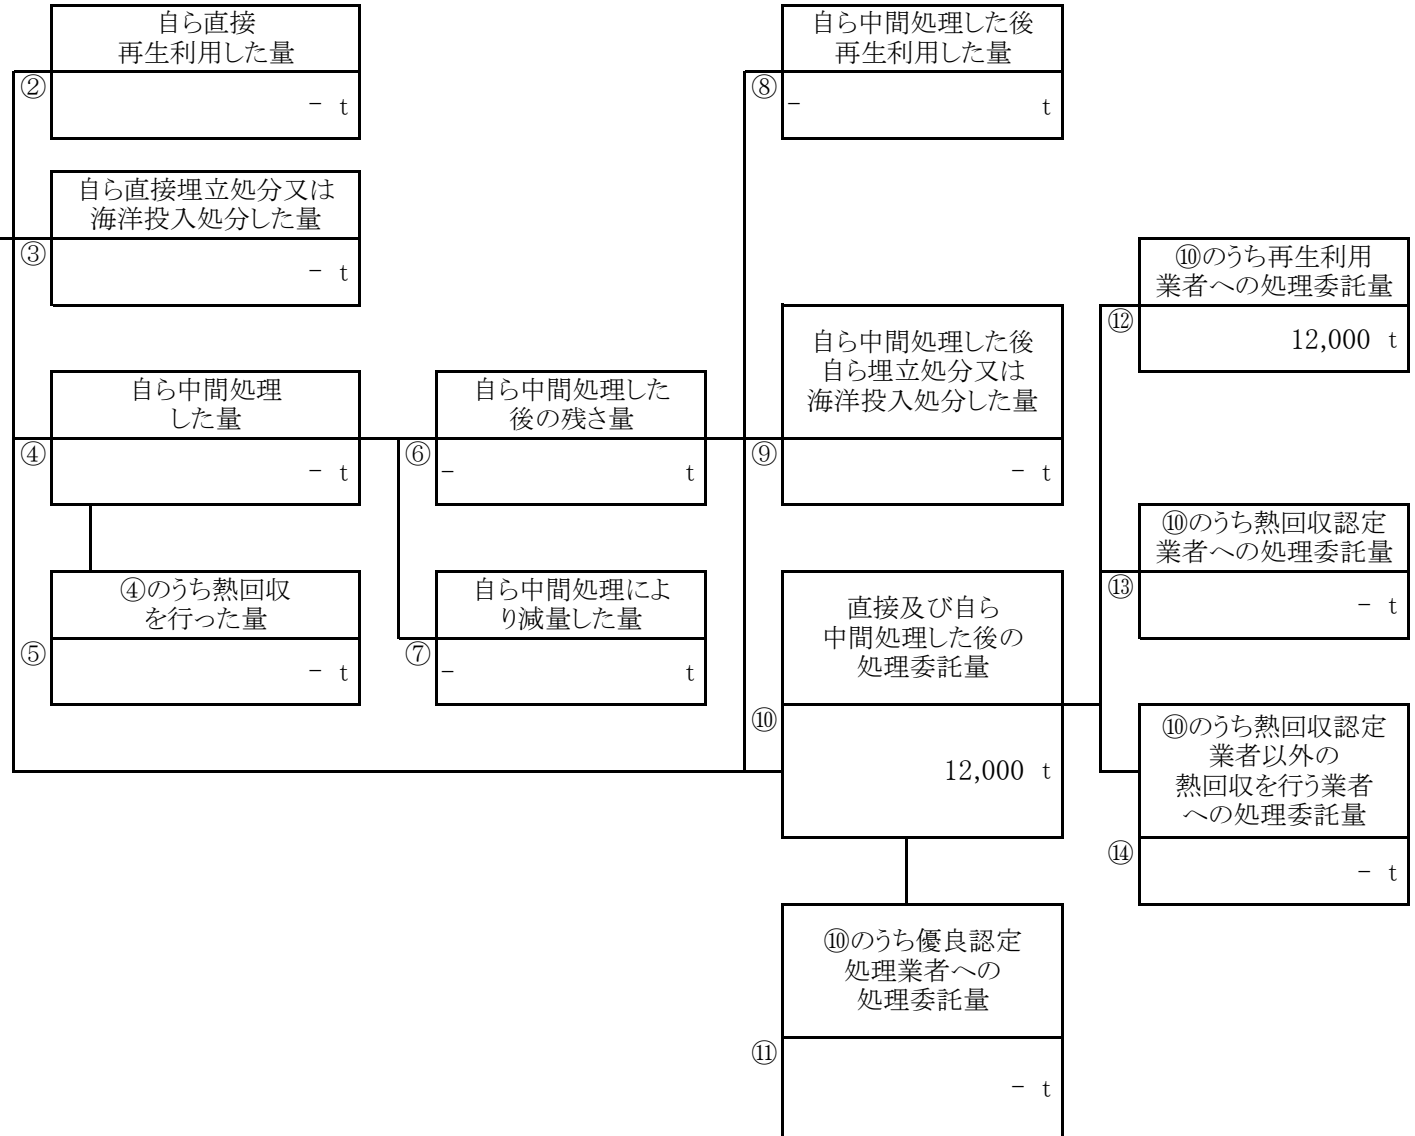 自ら直接
再生利用した量
②
− t
自ら直接埋立処分又は
海洋投入処分した量
③
− t
自ら中間処理
した量
④
− t
④のうち熱回収
を行った量
⑤
− t
自ら中間処理した
後の残さ量
⑥
− t
自ら中間処理によ
り減量した量
⑦
− t
自ら中間処理した後
再生利用した量
⑧
− t
自ら中間処理した後
自ら埋立処分又は
海洋投入処分した量
⑨
− t
直接及び自ら
中間処理した後の
処理委託量
⑩
12,000 t
⑩のうち優良認定
処理業者への
処理委託量
⑪
− t
⑩のうち再生利用
業者への処理委託量
⑫
12,000 t
⑩のうち熱回収認定
業者への処理委託量
⑬
− t
⑩のうち熱回収認定
業者以外の
熱回収を行う業者
への処理委託量
⑭
− t